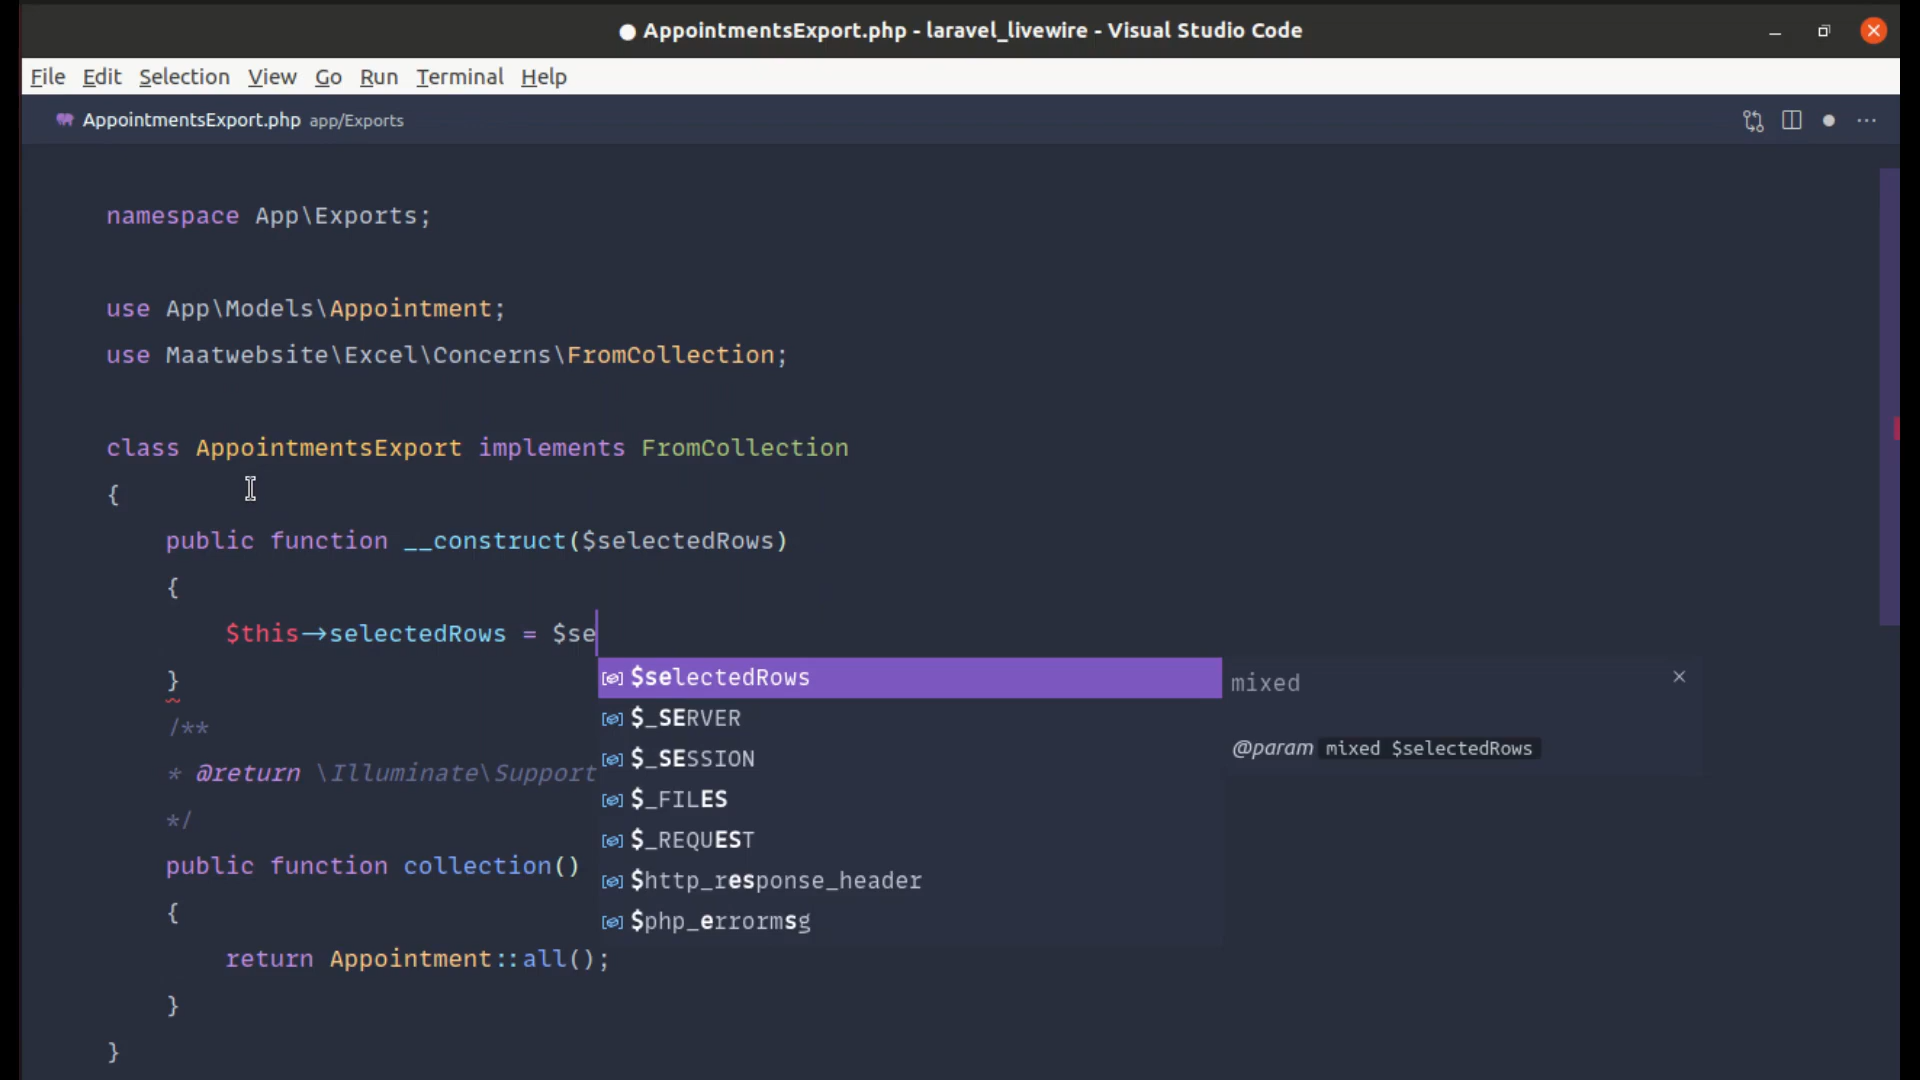 ● AppointmentsExport.php - laravel_livewire - Visual Studio Code
File Edit Selection View Go Run Terminal Help
AppointmentsExport.php app/Exports
namespace App\Exports;
use App\Models\Appointment;
use Maatwebsite\Excel\Concerns\FromCollection;
class AppointmentsExport implements FromCollection
{
public function __construct($selectedRows)
{
$this->selectedRows = $se
}
$selectedRows
mixed
$_SERVER
/**
@param mixed $selectedRows
$_SESSION
* @return \Illuminate\Support
$_FILES
*/
$_REQUEST
public function collection()
$http_response_header
{
$php_errormsg
return Appointment::all();
}
}